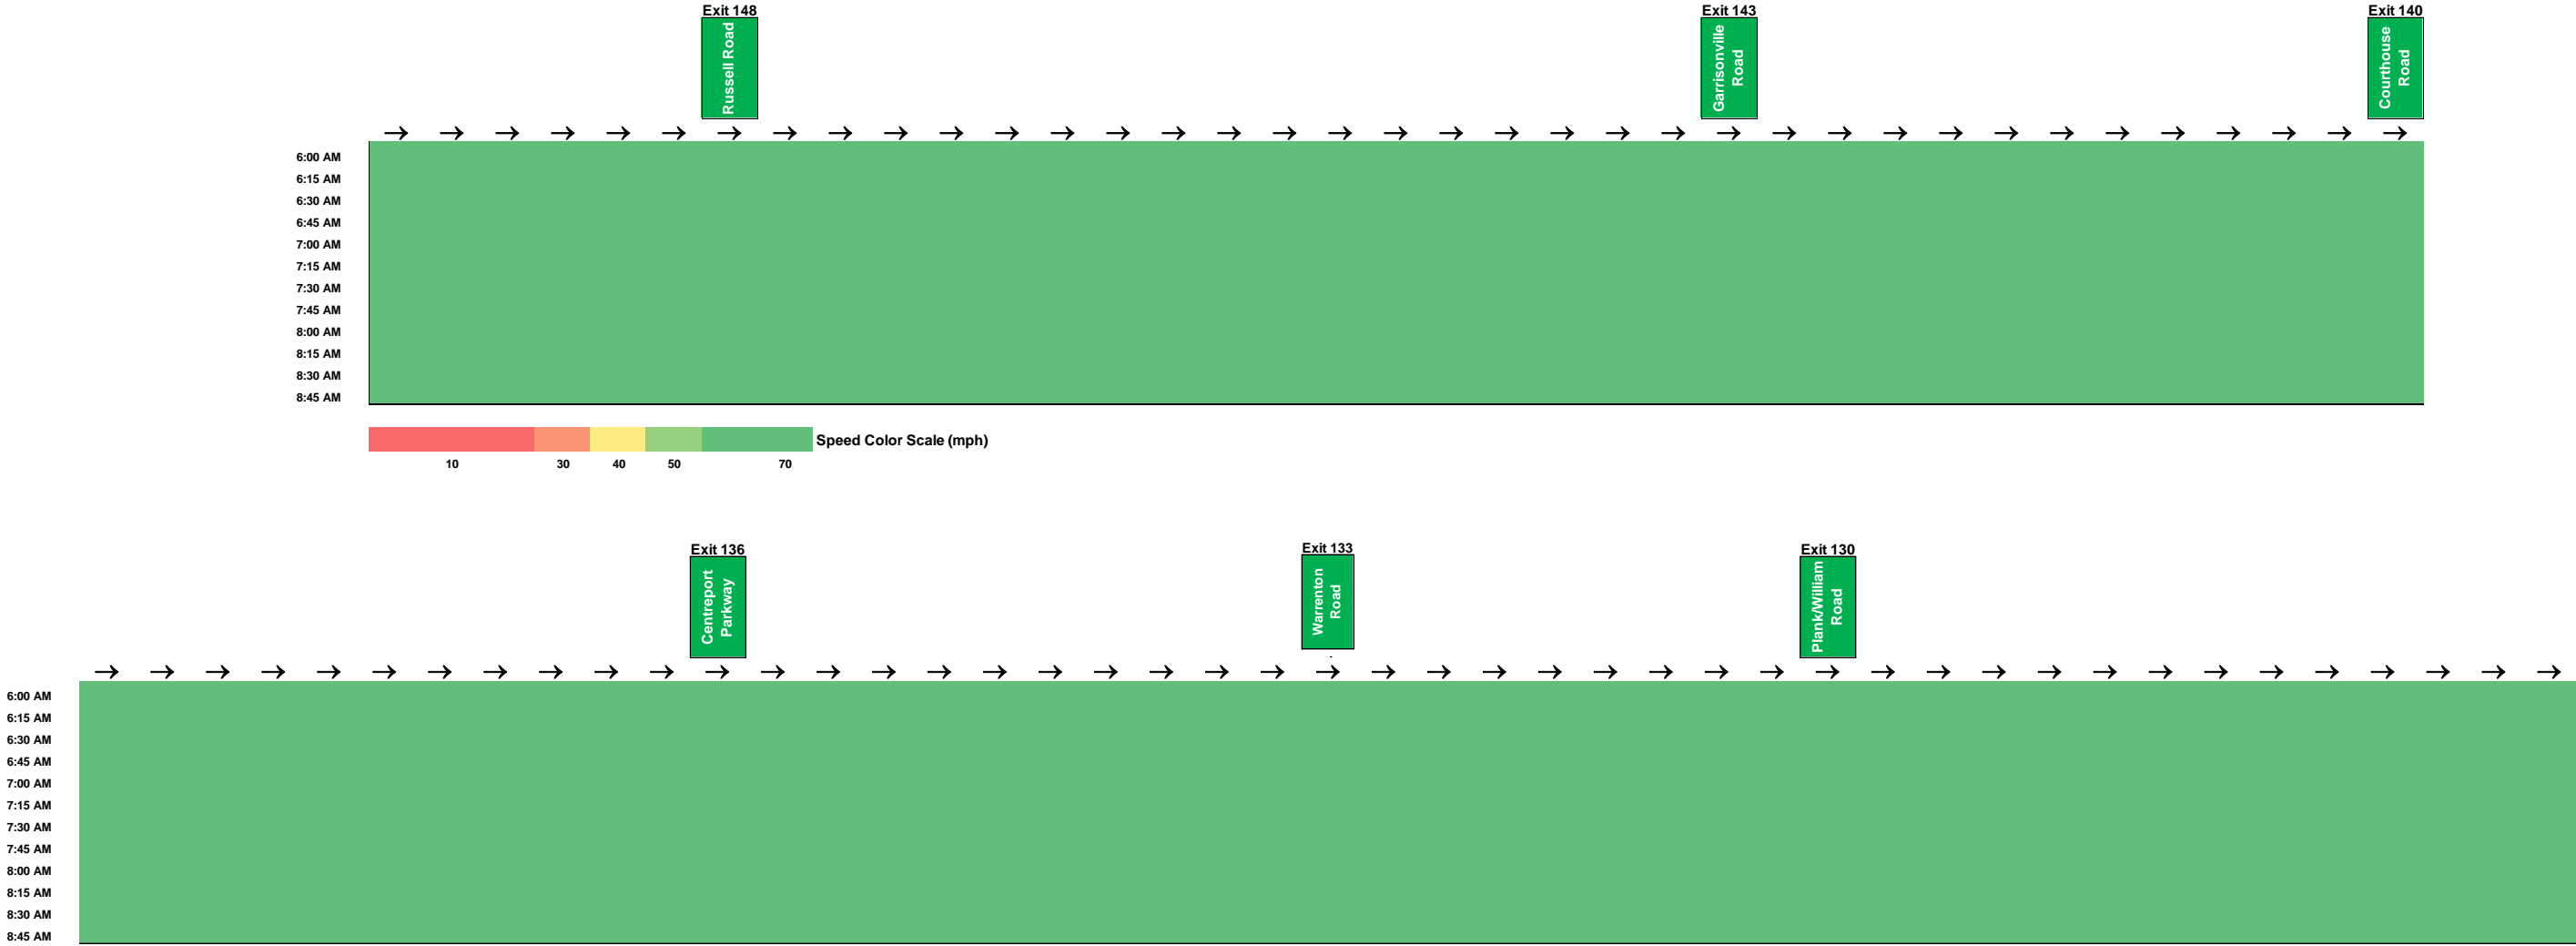 Exit 148
Exit 143
Exit 140
Russell Road
Garrisonville
Road
Courthouse
Road
→ → → → → → → → → → → → → → → → → → → → → → → → → → → → → → → → → → → → →
6:00 AM
6:15 AM
6:30 AM
6:45 AM
7:00 AM
7:15 AM
7:30 AM
7:45 AM
8:00 AM
8:15 AM
8:30 AM
8:45 AM
Speed Color Scale (mph)
10 30 40 50 70
Exit 136
Exit 133
Exit 130
Centreport
Parkway
Warrenton
Road
Plank/William
Road
→ → → → → → → → → → → → → → → → → → → → → → → → → → → → → → → → → → → → → → → → → → → → →
6:00 AM
6:15 AM
6:30 AM
6:45 AM
7:00 AM
7:15 AM
7:30 AM
7:45 AM
8:00 AM
8:15 AM
8:30 AM
8:45 AM